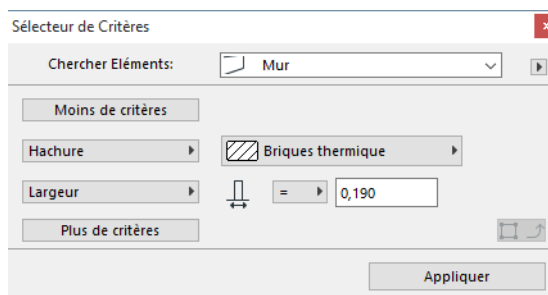 Sélecteur de Critères
Chercher Eléments: Mur
Moins de critères
Hachure Briques thermique
Largeur = 0,190
Plus de critères
Appliquer